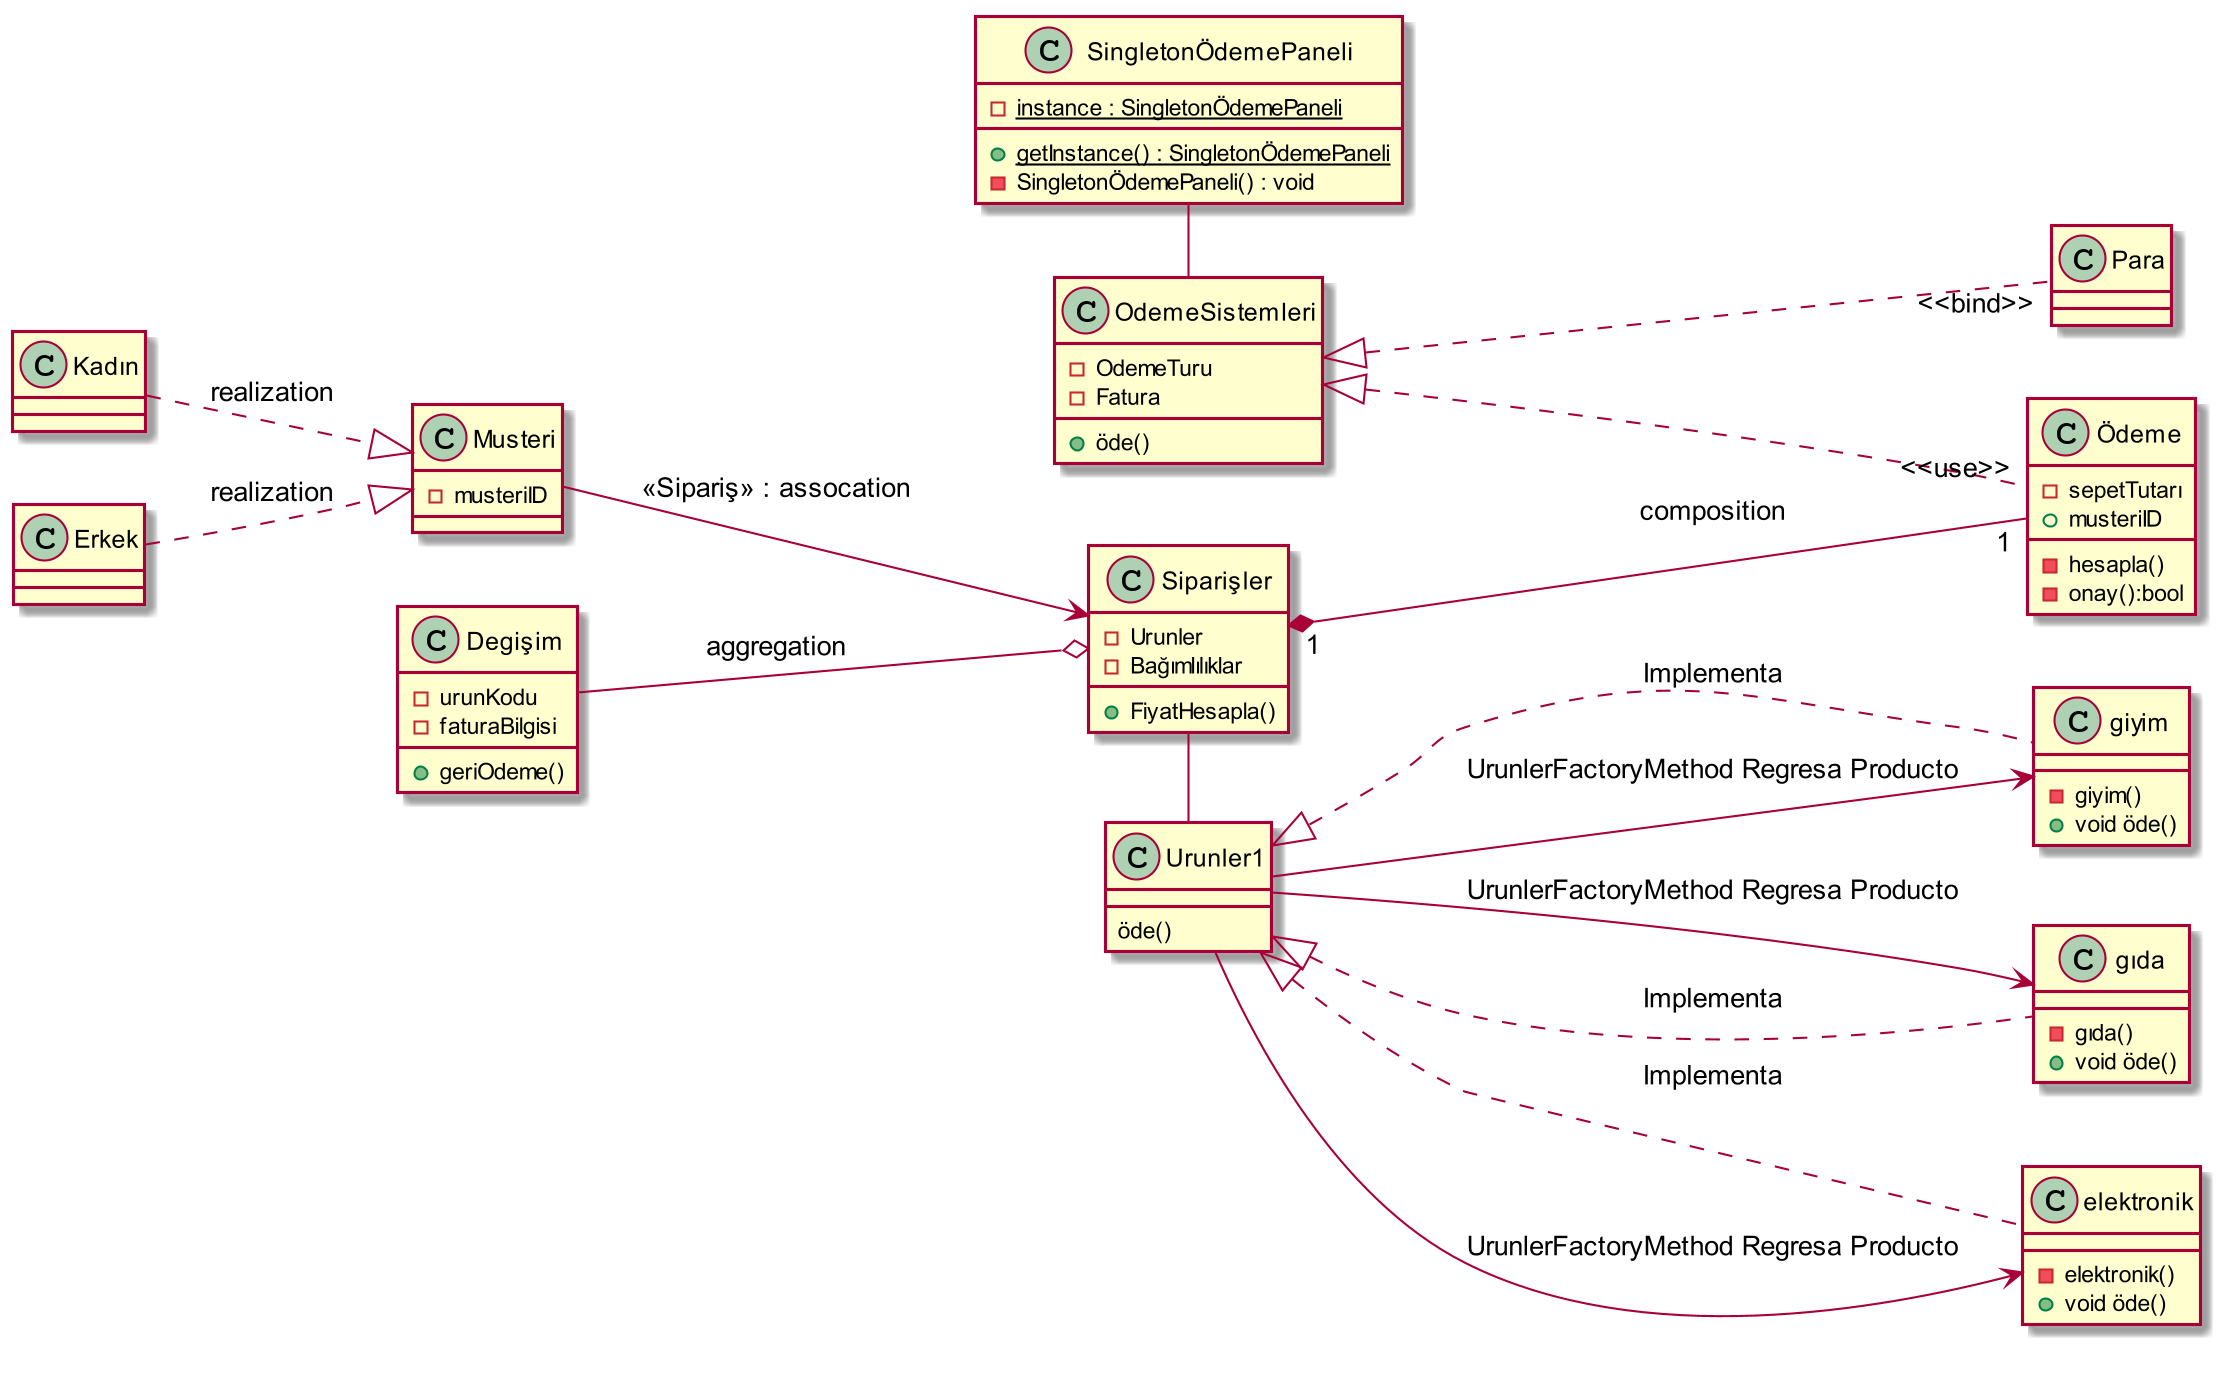 C SingletonÖdemePaneli
instance : SingletonÖdemePaneli
getInstance() : SingletonÖdemePaneli
SingletonÖdemePaneli() : void
C Para
<<bind>>
C OdemeSistemleri
OdemeTuru
Fatura
öde()
C Kadın
realization
C Musteri
musteriID
C Erkek
realization
«Sipariş» : assocation
C Ödeme
sepetTutarı
musteriID
hesapla()
onay():bool
<<use>>
composition
1
1
C Siparişler
Urunler
Bağımlılıklar
FiyatHesapla()
C Degişim
urunKodu
faturaBilgisi
geriOdeme()
aggregation
Implementa
C giyim
giyim()
void öde()
UrunlerFactoryMethod Regresa Producto
C Urunler1
öde()
UrunlerFactoryMethod Regresa Producto
C gıda
gıda()
void öde()
Implementa
Implementa
C elektronik
elektronik()
void öde()
UrunlerFactoryMethod Regresa Producto